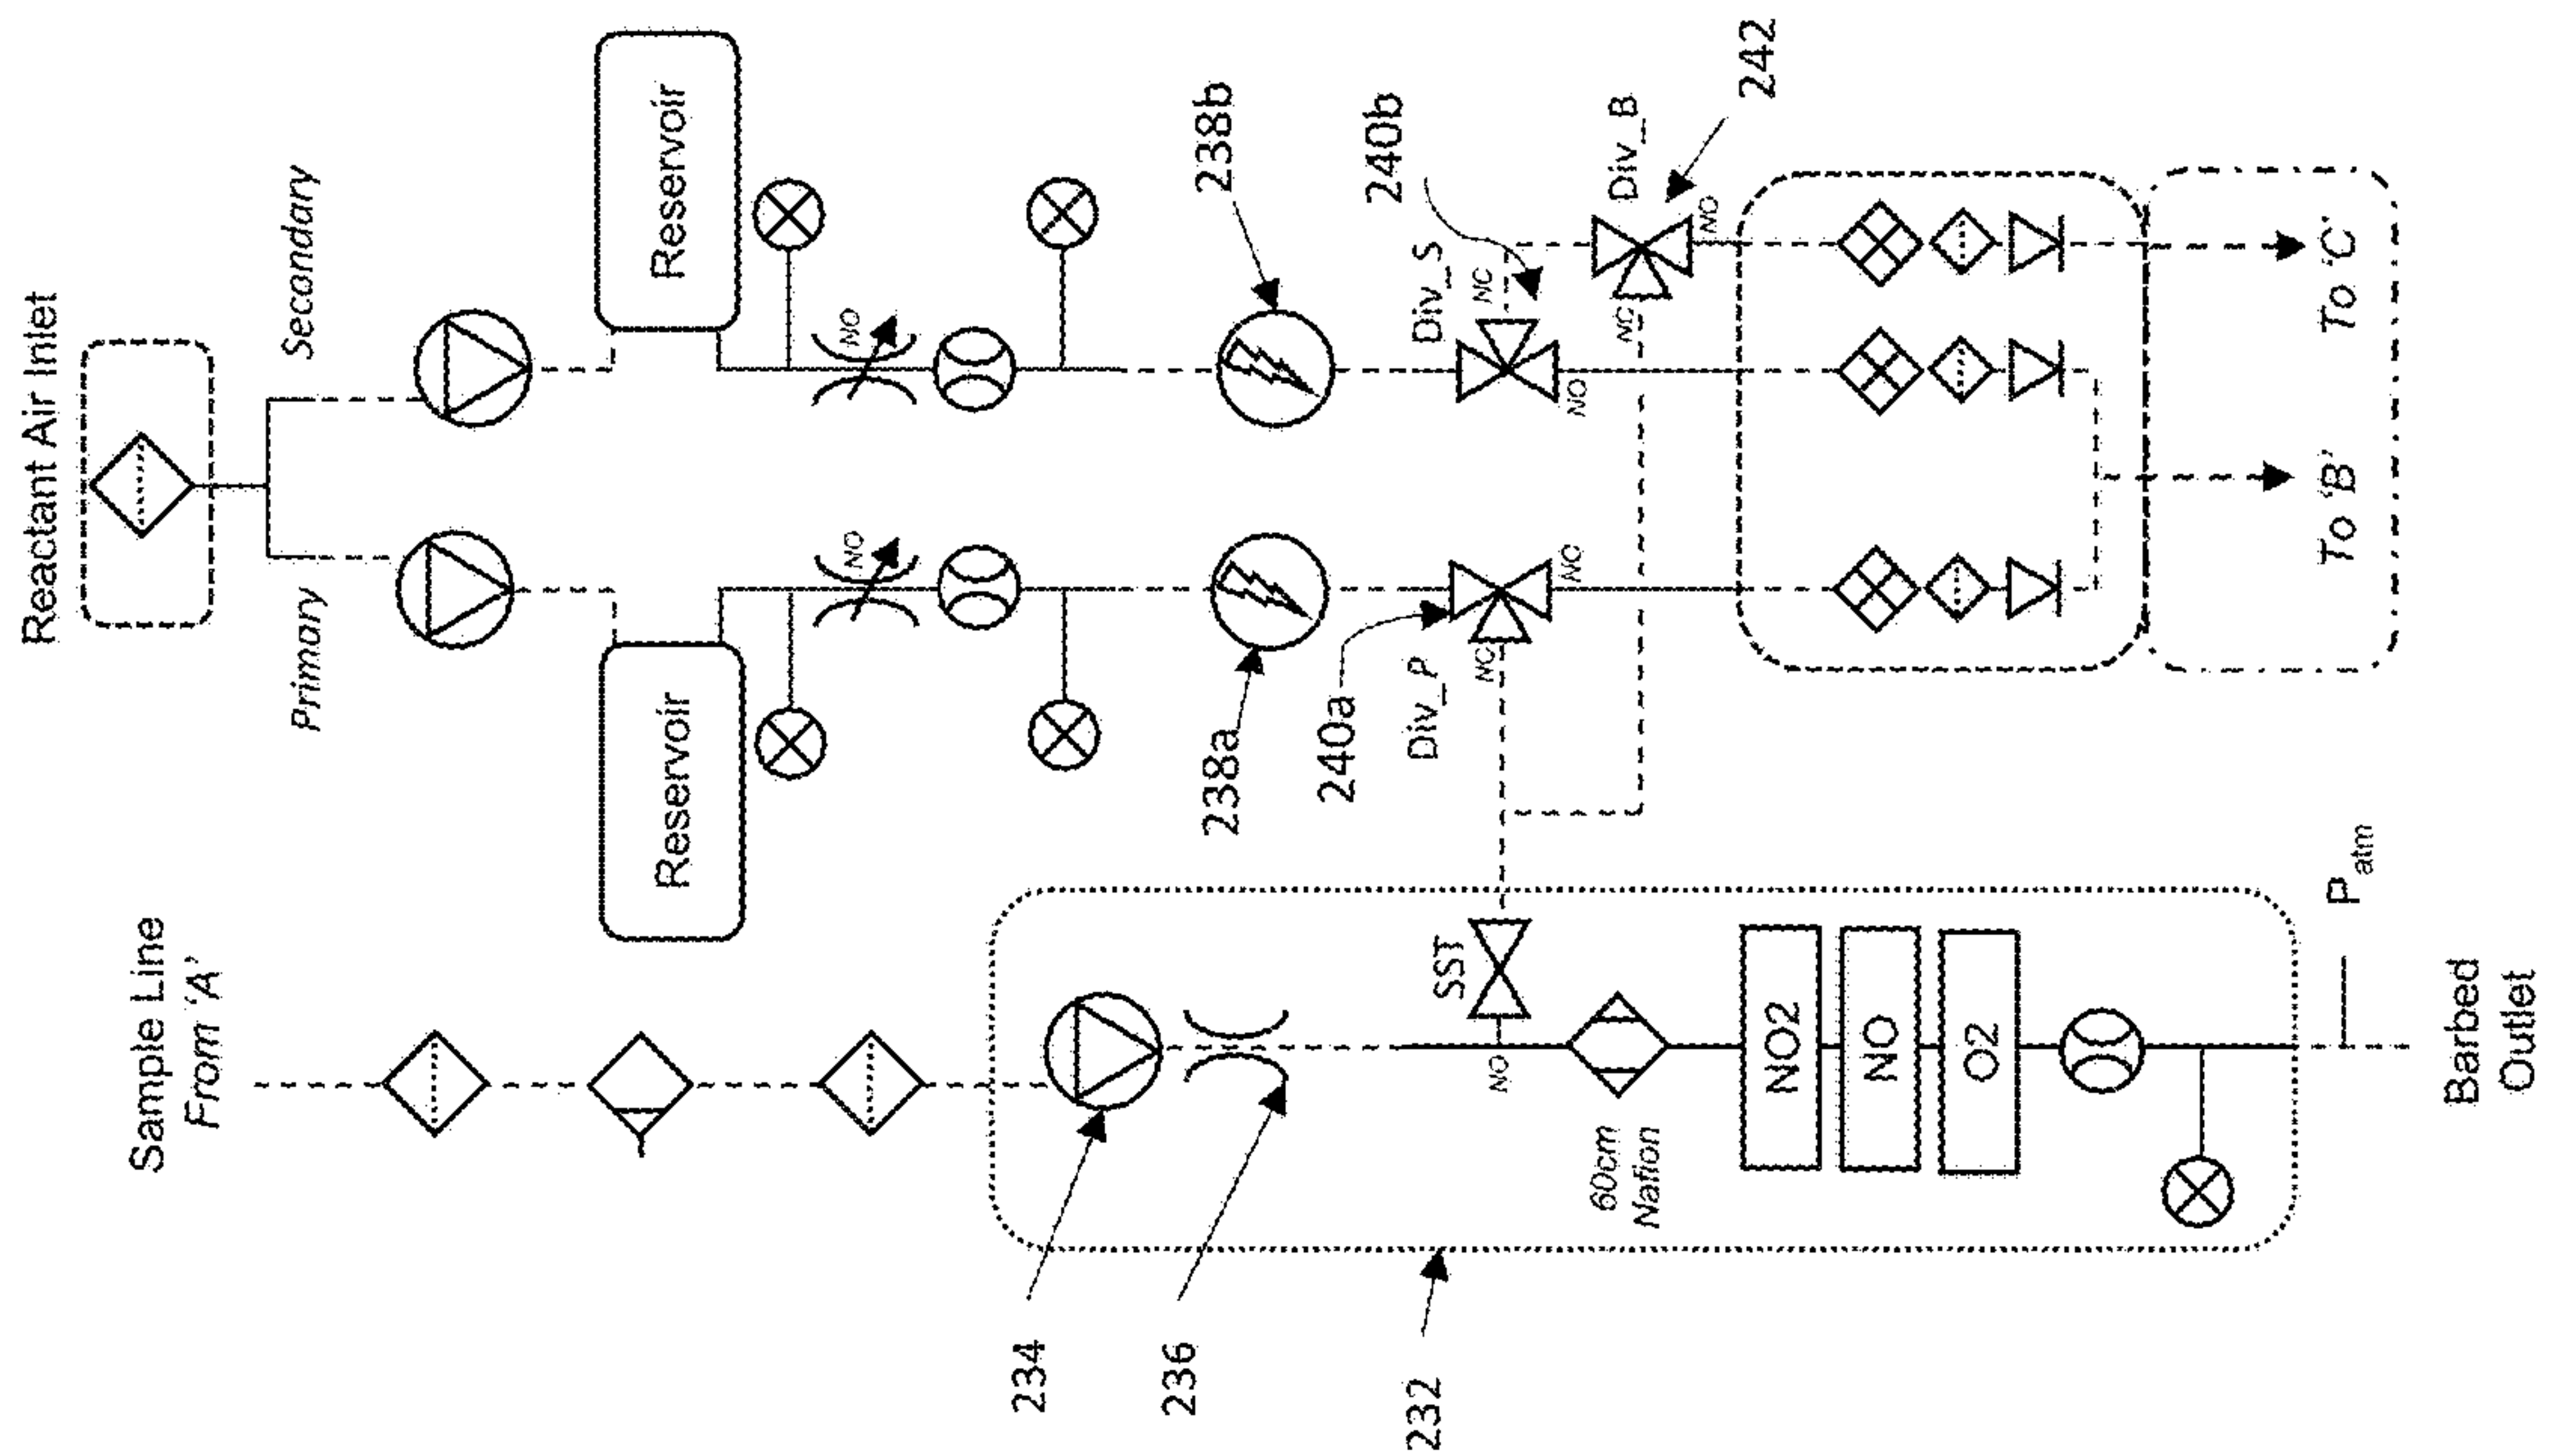 Reactant Air Inlet
Sample Line
From 'A'
Primary
Secondary
Reservoir
Reservoir
NO
NO
234
236
238a
238b
240a
240b
232
Div_P
Div_S
SST
NC
NC
NO
NO
NO
60cm
Nafion
Div_B
NC
NO
242
NO2
NO
O2
To 'B'
To 'C'
Patm
Barbed
Outlet